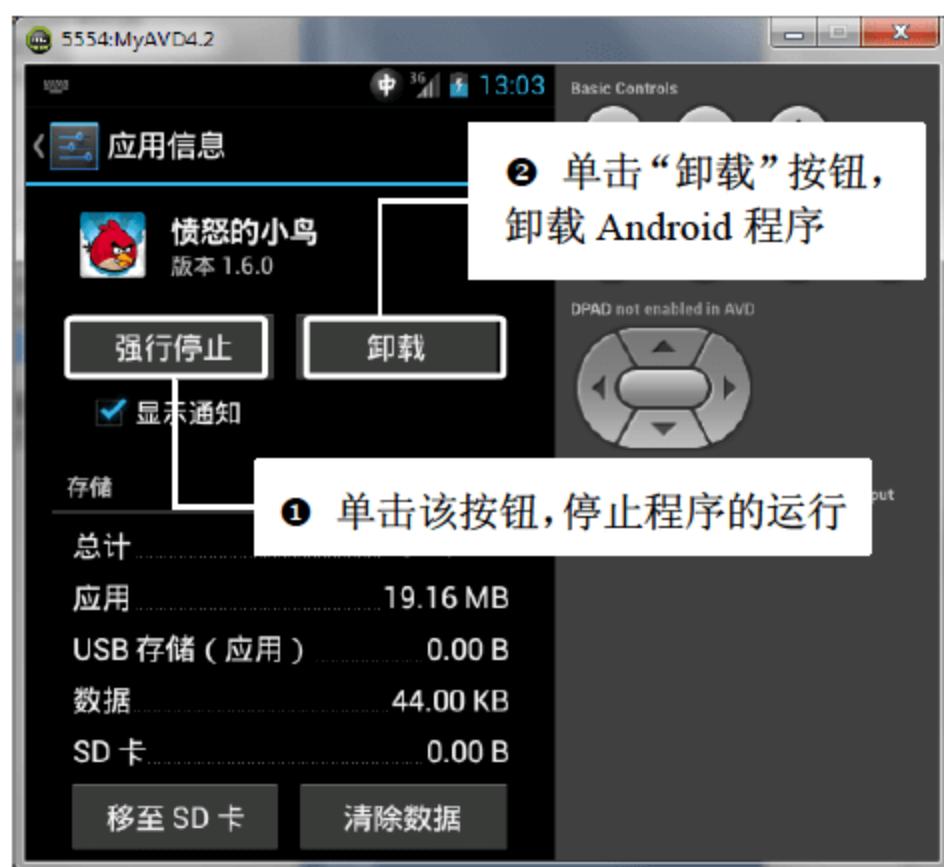 5554:MyAVD4.2
中 36 13:03
Basic Controls
应用信息
❷ 单击“卸载”按钮，
卸载 Android 程序
愤怒的小鸟
版本 1.6.0
DPAD not enabled in AVD
强行停止 卸载
显示通知
存储
❶ 单击该按钮，停止程序的运行
总计
应用 19.16 MB
USB 存储（应用） 0.00 B
数据 44.00 KB
SD 卡 0.00 B
移至 SD 卡 清除数据